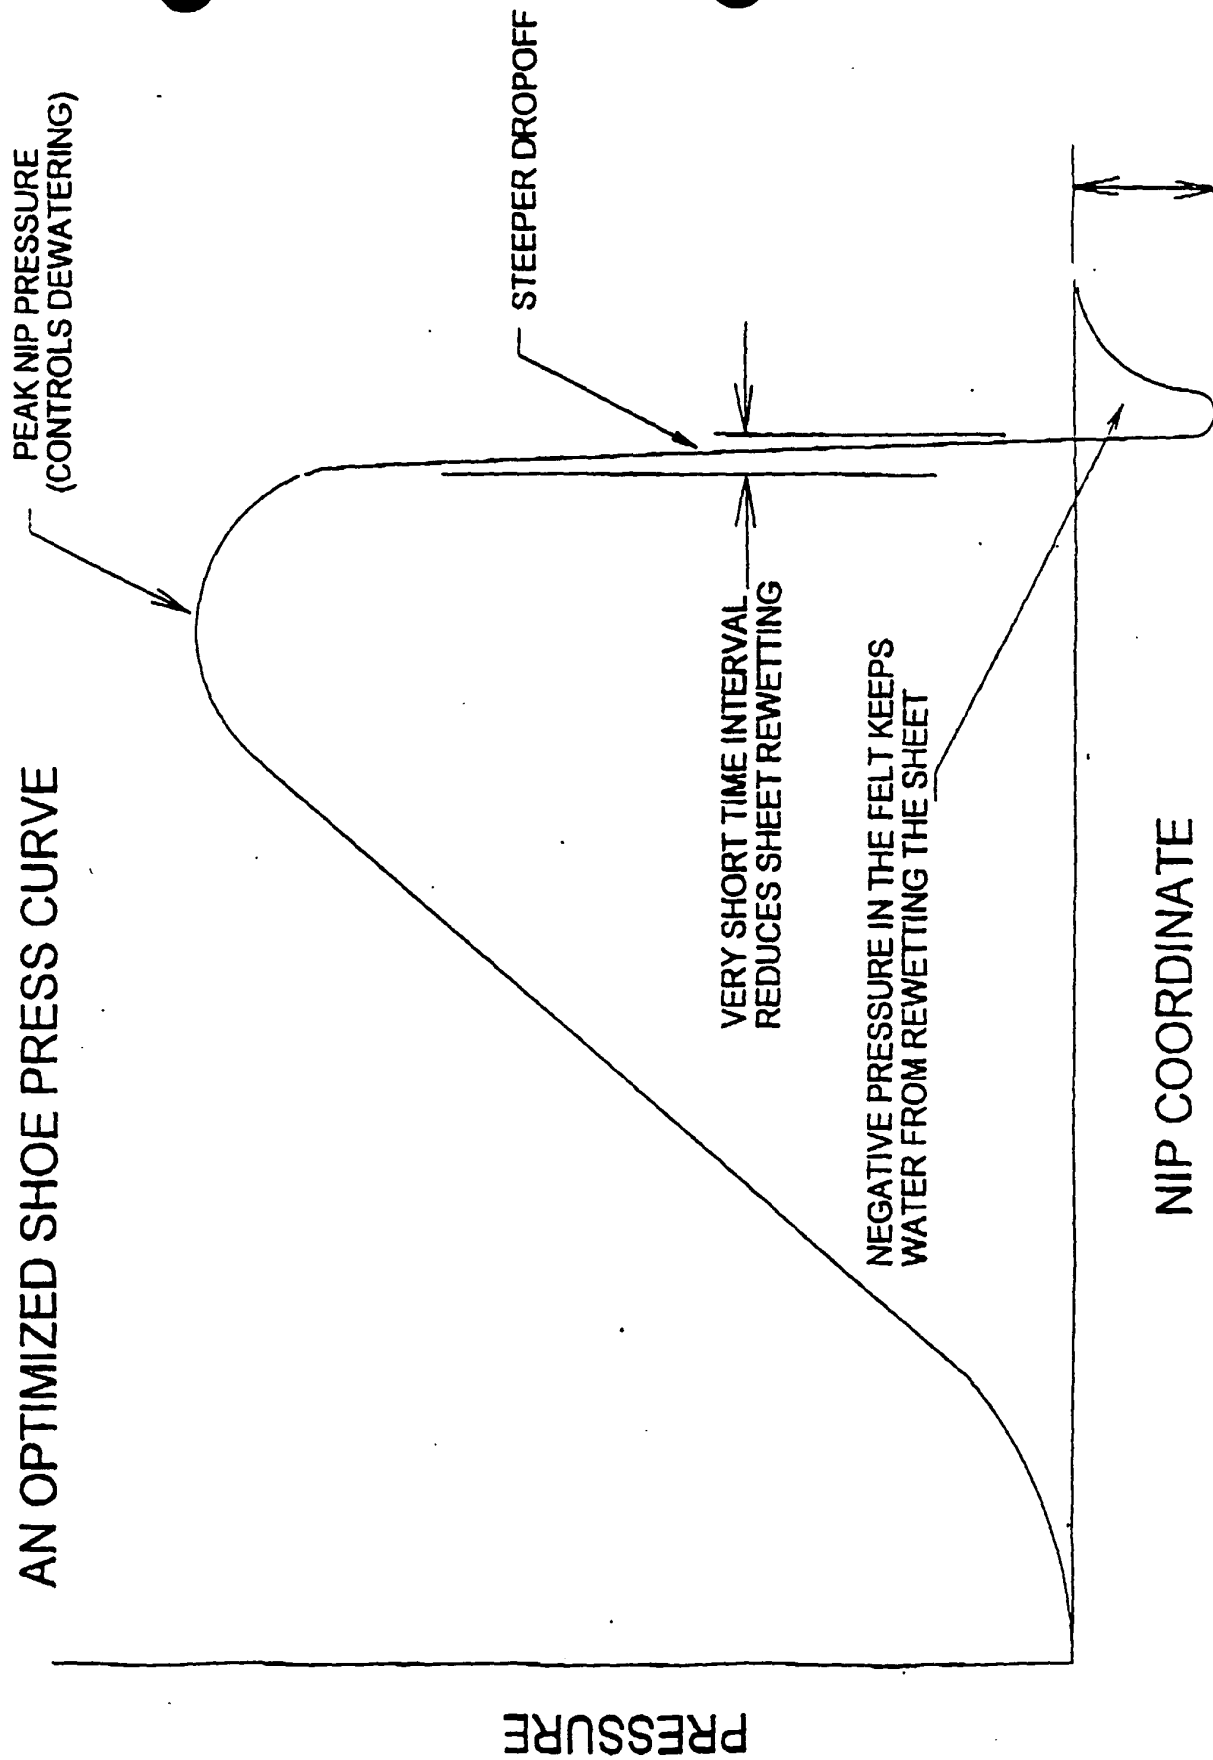 AN OPTIMIZED SHOE PRESS CURVE
PEAK NIP PRESSURE
(CONTROLS DEWATERING)
STEEPER DROPOFF
VERY SHORT TIME INTERVAL
REDUCES SHEET REWETTING
NEGATIVE PRESSURE IN THE FELT KEEPS
WATER FROM REWETTING THE SHEET
PRESSURE
NIP COORDINATE